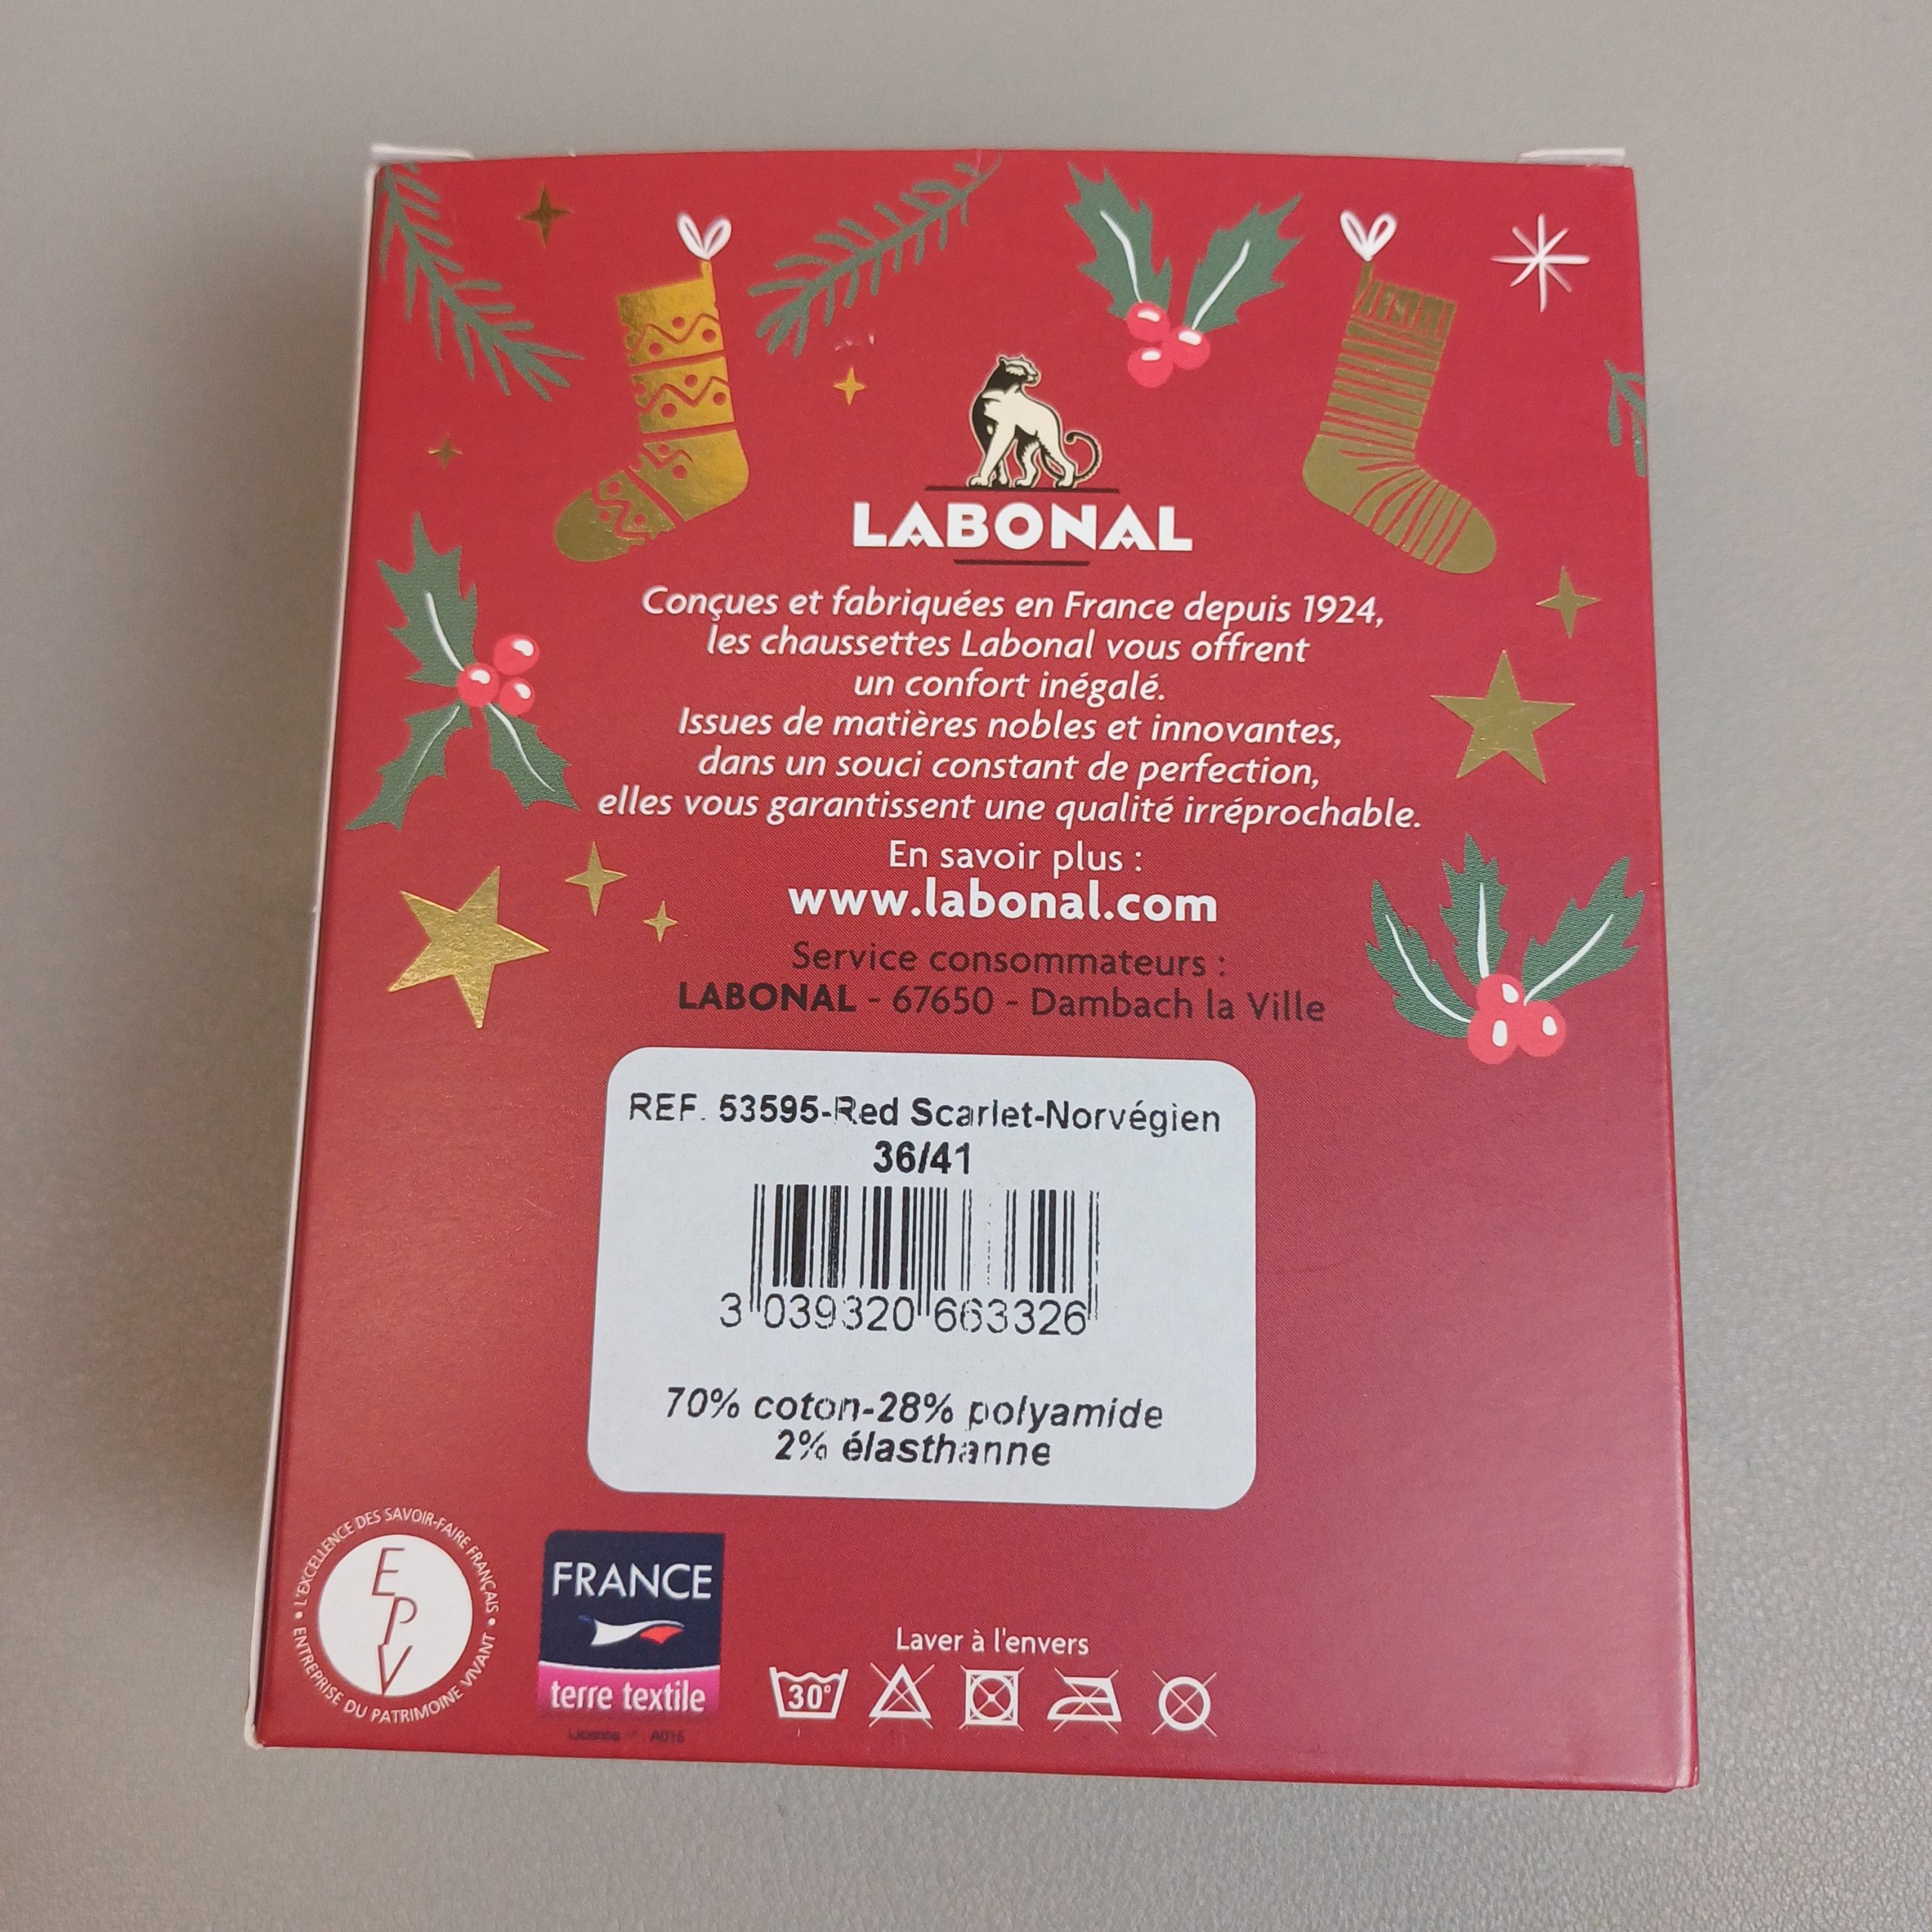 LABONAL
Conçues et fabriquées en France depuis 1924,
les chaussettes Labonal vous offrent
un confort inégalé.
Issues de matières nobles et innovantes,
dans un souci constant de perfection,
elles vous garantissent une qualité irréprochable.
En savoir plus :
www.labonal.com
Service consommateurs :
LABONAL - 67650 - Dambach la Ville
REF. 53595-Red Scarlet-Norvégien
36/41
3 039320 663326
70% coton-28% polyamide
2% élasthanne
• L'EXCELLENCE DES SAVOIR-FAIRE FRANÇAIS •
ENTREPRISE DU PATRIMOINE VIVANT
E
P
V
FRANCE
terre textile
Laver à l'envers
30°